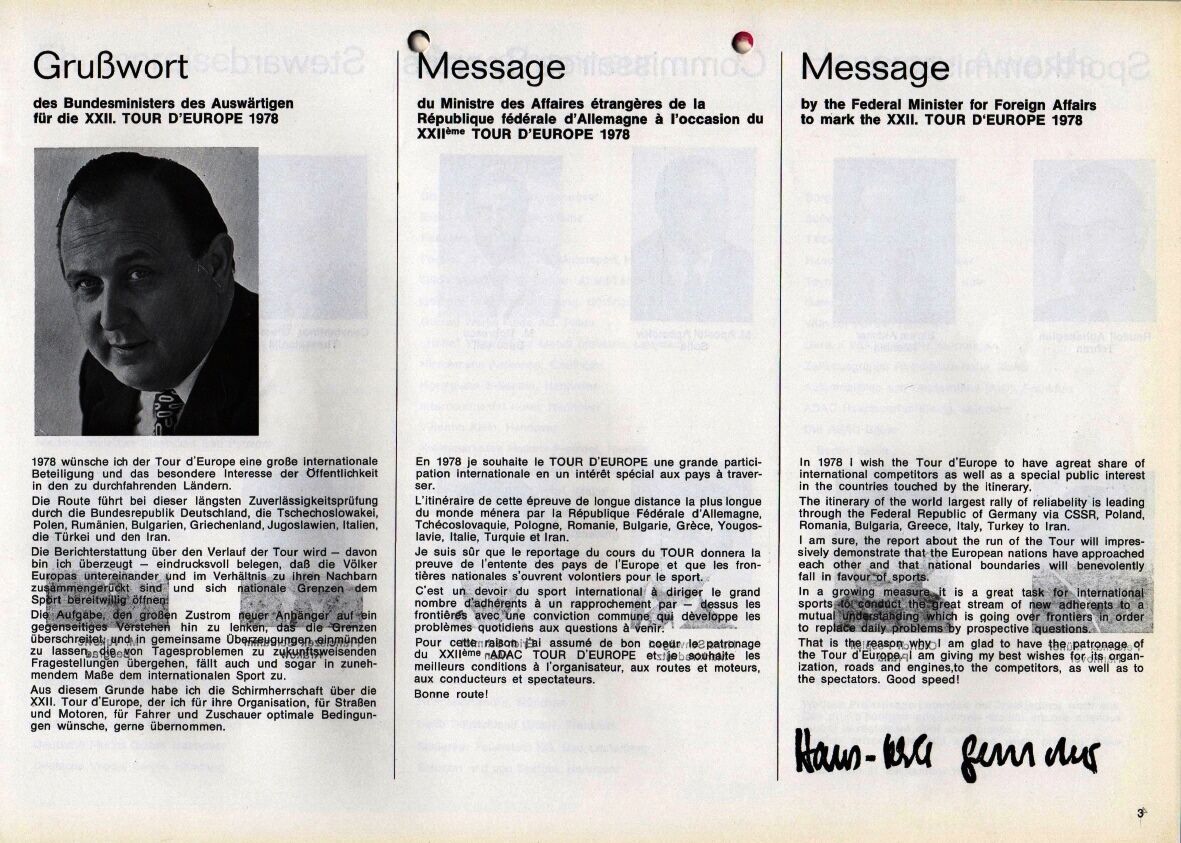 Grußwort
des Bundesministers des Auswärtigen
für die XXII. TOUR D'EUROPE 1978
1978 wünsche ich der Tour d'Europe eine große internationale
Beteiligung und das besondere Interesse der Öffentlichkeit
in den zu durchfahrenden Ländern.
Die Route führt bei dieser längsten Zuverlässigkeitsprüfung
durch die Bundesrepublik Deutschland, die Tschechoslowakei,
Polen, Rumänien, Bulgarien, Griechenland, Jugoslawien, Italien,
die Türkei und den Iran.
Die Berichterstattung über den Verlauf der Tour wird — davon
bin ich überzeugt — eindrucksvoll belegen, daß die Völker
Europas untereinander und im Verhältnis zu ihren Nachbarn
zusammengerückt sind und sich nationale Grenzen dem
Sport bereitwillig öffnen.
Die Aufgabe, den großen Zustrom neuer Anhänger auf ein
gegenseitiges Verstehen hin zu lenken, das die Grenzen
überschreitet und in gemeinsame Überzeugungen einmünden
zu lassen, die von Tagesproblemen zu zukunftsweisenden
Fragestellungen übergehen, fällt auch und sogar in zuneh-
mendem Maße dem internationalen Sport zu.
Aus diesem Grunde habe ich die Schirmherrschaft über die
XXII. Tour d'Europe, der ich für ihre Organisation, für Straßen
und Motoren, für Fahrer und Zuschauer optimale Bedingun-
gen wünsche, gerne übernommen.
Message
du Ministre des Affaires étrangères de la
République fédérale d'Allemagne à l'occasion du
XXIIème TOUR D'EUROPE 1978
En 1978 je souhaite le TOUR D'EUROPE une grande partici-
pation internationale en un intérêt spécial aux pays à traver-
ser.
L'itinéraire de cette épreuve de longue distance la plus longue
du monde ménera par la République Fédérale d'Allemagne,
Tchécoslovaquie, Pologne, Romanie, Bulgarie, Grèce, Yougos-
lavie, Italie, Turquie et Iran.
Je suis sûr que le reportage du cours du TOUR donnera la
preuve de l'entente des pays de l'Europe et que les fron-
tières nationales s'ouvrent volontiers pour le sport.
C'est un devoir du sport international à diriger le grand
nombre d'adhérents à un rapprochement par — dessus les
frontières avec une conviction commune qui développe les
problèmes quotidiens aux questions à venir.
Pour cette raison j'ai assumé de bon coeur le patronage
du XXIIème ADAC TOUR D'EUROPE et je souhaite les
meilleurs conditions à l'organisateur, aux routes et moteurs,
aux conducteurs et spectateurs.
Bonne route!
Message
by the Federal Minister for Foreign Affairs
to mark the XXII. TOUR D'EUROPE 1978
In 1978 I wish the Tour d'Europe to have agreat share of
international competitors as well as a special public interest
in the countries touched by the itinerary.
The itinerary of the world largest rally of reliabelity is leading
through the Federal Republic of Germany via CSSR, Poland,
Romania, Bulgaria, Greece, Italy, Turkey to Iran.
I am sure, the report about the run of the Tour will impres-
sively demonstrate that the European nations have approached
each other and that national boundaries will benevolently
fall in favour of sports.
In a growing measure it is a great task for international
sports to conduct the great stream of new adherents to a
mutual understanding which is going over frontiers in order
to replace daily problems by prospective questions.
That is the reason why I am glad to have the patronage of
the Tour d'Europe. I am giving my best wishes for its organ-
ization, roads and engines,to the competitors, as well as to
the spectators. Good speed!
Hans-Dietrich Genscher
3